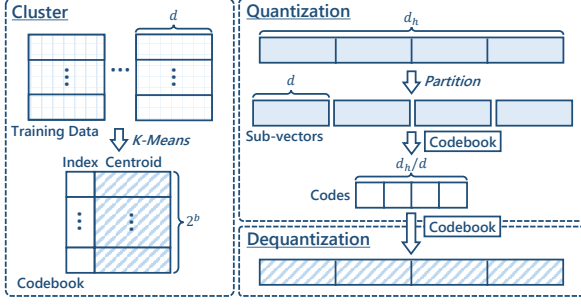 Cluster
d
...
Training Data
K-Means
Index Centroid
2^b
Codebook
Quantization
d_h
Partition
d
Sub-vectors
Codebook
d_h/d
Codes
Codebook
Dequantization